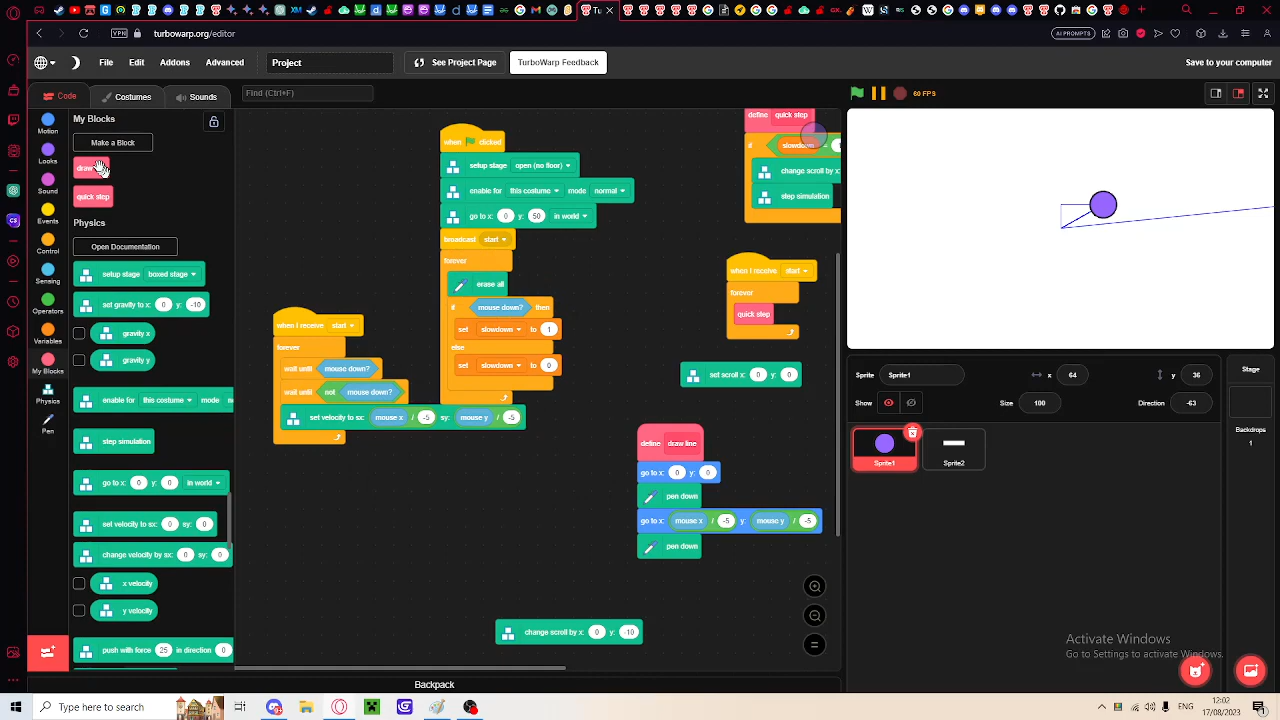 Tu
GX
VPN
turbowarp.org/editor
AI PROMPTS
File
Edit
Addons
Advanced
Project
See Project Page
TurboWarp Feedback
Save to your computer
Code
Costumes
Sounds
Find (Ctrl+F)
60 FPS
Motion
Looks
Sound
Events
Control
Sensing
Operators
Variables
My Blocks
Physics
Pen
My Blocks
Make a Block
quick step
Physics
Open Documentation
setup stage boxed stage
set gravity to x: 0 y: -10
gravity x
gravity y
enable for this costume mode
step simulation
go to x: 0 y: 0 in world
set velocity to sx: 0 sy: 0
change velocity by sx: 0 sy: 0
x velocity
y velocity
push with force 25 in direction 0
when clicked
setup stage open (no floor)
enable for this costume mode normal
go to x: 0 y: 50 in world
broadcast start
forever
erase all
if mouse down? then
set slowdown to 1
else
set slowdown to 0
when I receive start
forever
wait until mouse down?
wait until not mouse down?
set velocity to sx: mouse x / -5 sy: mouse y / -5
define quick step
if slowdown =
change scroll by x:
step simulation
when I receive start
forever
quick step
set scroll x: 0 y: 0
define draw line
go to x: 0 y: 0
pen down
go to x: mouse x / -5 y: mouse y / -5
pen down
change scroll by x: 0 y: -10
Backpack
Sprite
Sprite1
x
64
y
36
Show
Size
100
Direction
-63
Sprite1
Sprite2
Stage
Backdrops
1
Activate Windows
Go to Settings to activate Windows.
Type here to search
ENG
12:02
17/08/2023